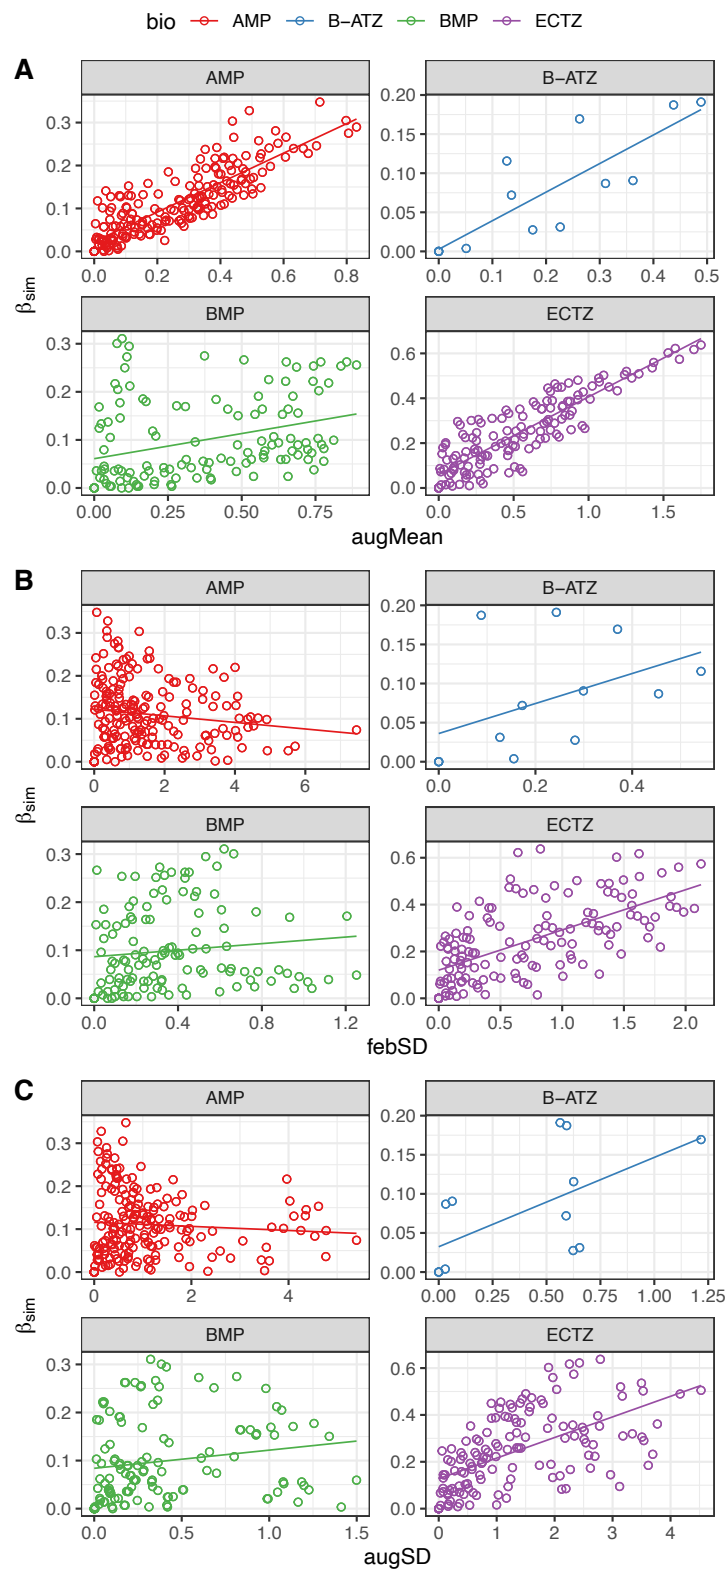 bio AMP B−ATZ BMP ECTZ
A
AMP B−ATZ
0.3 0.20
0.2 0.15
0.1 0.10
0.05
0.0 0.00
0.0 0.2 0.4 0.6 0.8 0.0 0.1 0.2 0.3 0.4 0.5
βsim
BMP ECTZ
0.3 0.6
0.2 0.4
0.1 0.2
0.0 0.0
0.00 0.25 0.50 0.75 0.5 1.0 1.5 0.0
augMean
B
AMP B−ATZ
0.3 0.20
0.2 0.15
0.1 0.10
0.05
0.0 0.00
0 2 4 6 0.0 0.2 0.4
βsim
BMP ECTZ
0.3 0.6
0.2 0.4
0.1 0.2
0.0 0.0
0.0 0.4 0.8 1.2 0.0 0.5 1.0 1.5 2.0
febSD
C
AMP B−ATZ
0.3 0.20
0.2 0.15
0.1 0.10
0.05
0.0 0.00
0 2 4 0.00 0.25 0.50 0.75 1.00 1.25
βsim
BMP ECTZ
0.3 0.6
0.2 0.4
0.1 0.2
0.0 0.0
0.0 0.5 1.0 1.5 0 1 2 3 4
augSD